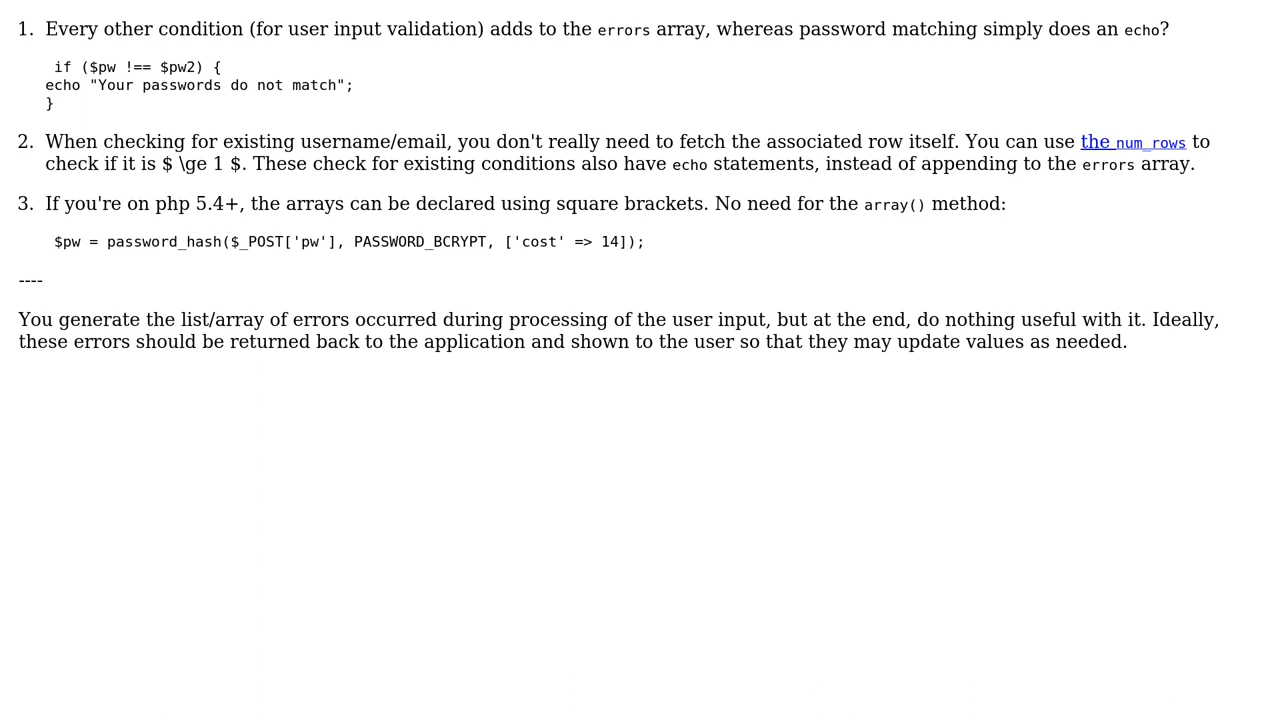 1. Every other condition (for user input validation) adds to the errors array, whereas password matching simply does an echo?
if ($pw !== $pw2) {
echo "Your passwords do not match";
}
2. When checking for existing username/email, you don't really need to fetch the associated row itself. You can use the num_rows to
check if it is $ \ge 1 $. These check for existing conditions also have echo statements, instead of appending to the errors array.
3. If you're on php 5.4+, the arrays can be declared using square brackets. No need for the array() method:
$pw = password_hash($_POST['pw'], PASSWORD_BCRYPT, ['cost' => 14]);
----
You generate the list/array of errors occurred during processing of the user input, but at the end, do nothing useful with it. Ideally,
these errors should be returned back to the application and shown to the user so that they may update values as needed.